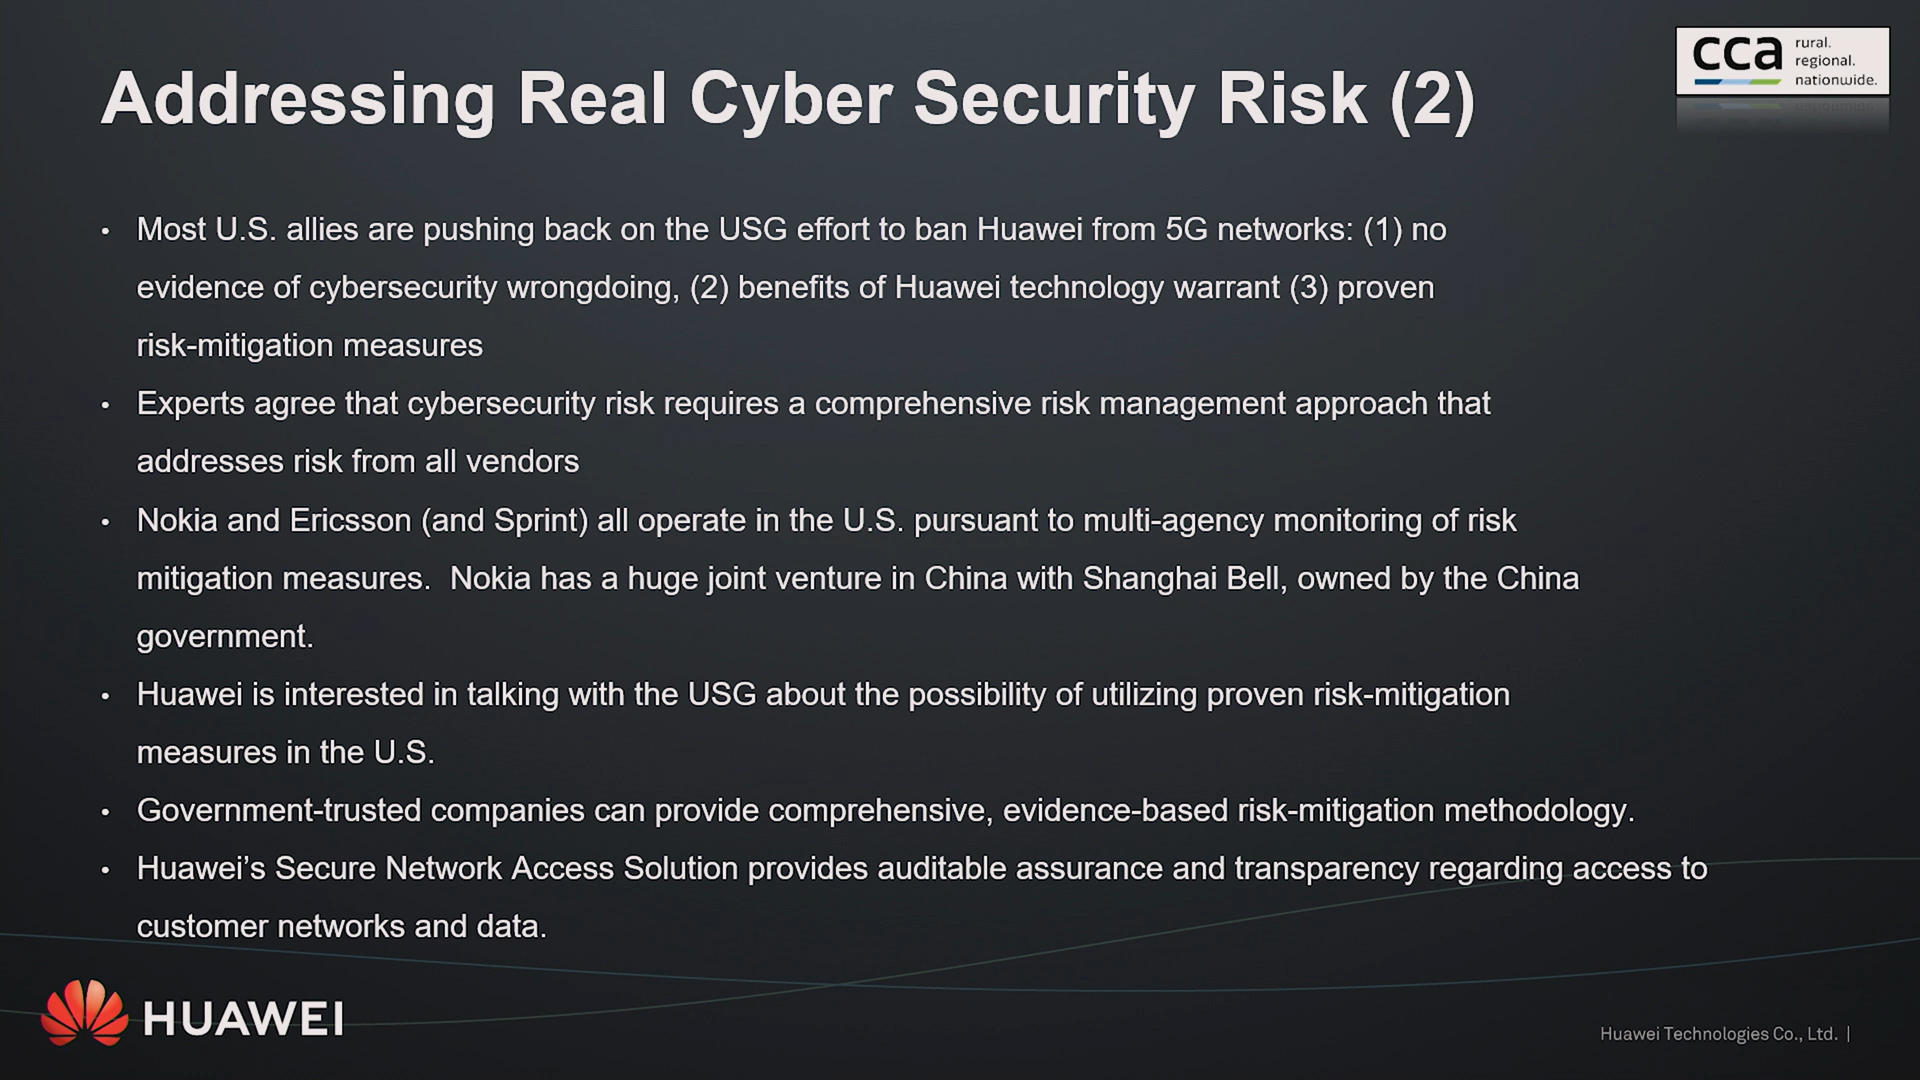 Addressing Real Cyber Security Risk (2)
cca
rural.
regional.
nationwide.
• Most U.S. allies are pushing back on the USG effort to ban Huawei from 5G networks: (1) no
evidence of cybersecurity wrongdoing, (2) benefits of Huawei technology warrant (3) proven
risk-mitigation measures
• Experts agree that cybersecurity risk requires a comprehensive risk management approach that
addresses risk from all vendors
• Nokia and Ericsson (and Sprint) all operate in the U.S. pursuant to multi-agency monitoring of risk
mitigation measures.  Nokia has a huge joint venture in China with Shanghai Bell, owned by the China
government.
• Huawei is interested in talking with the USG about the possibility of utilizing proven risk-mitigation
measures in the U.S.
• Government-trusted companies can provide comprehensive, evidence-based risk-mitigation methodology.
• Huawei’s Secure Network Access Solution provides auditable assurance and transparency regarding access to
customer networks and data.
HUAWEI
Huawei Technologies Co., Ltd. |